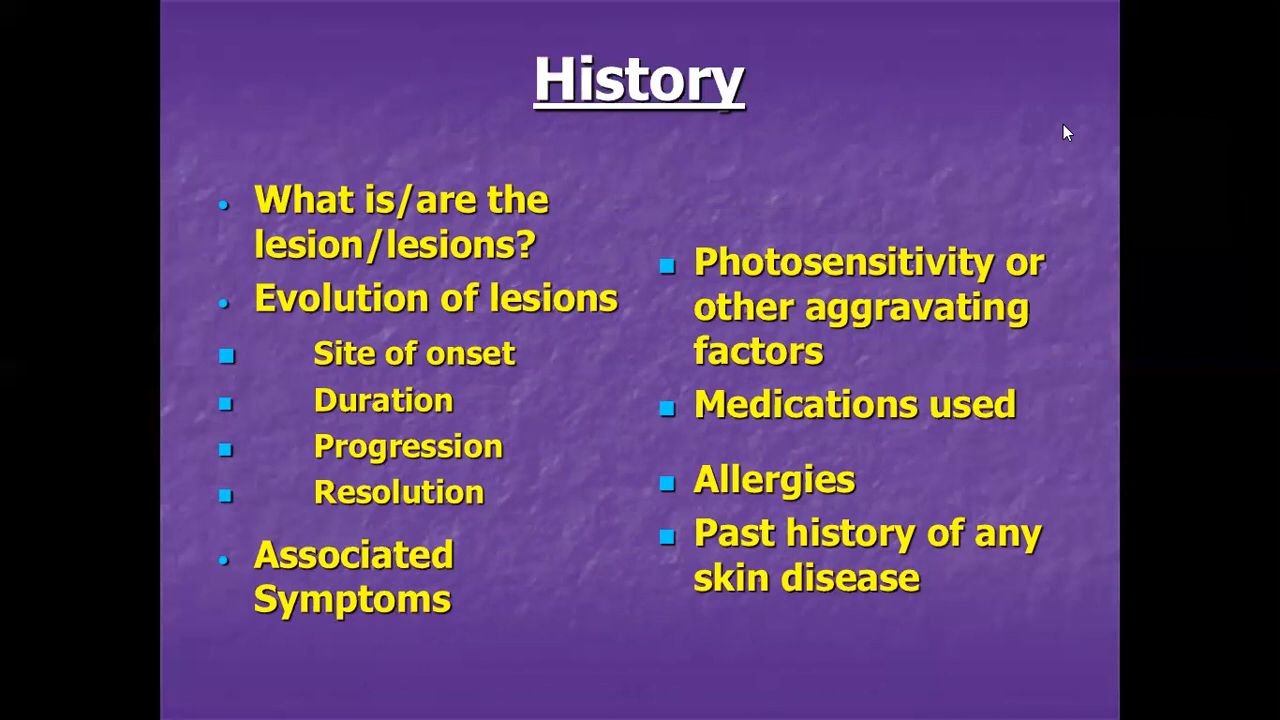 History
What is/are the
lesion/lesions?
Evolution of lesions
Site of onset
Duration
Progression
Resolution
Associated
Symptoms
Photosensitivity or
other aggravating
factors
Medications used
Allergies
Past history of any
skin disease